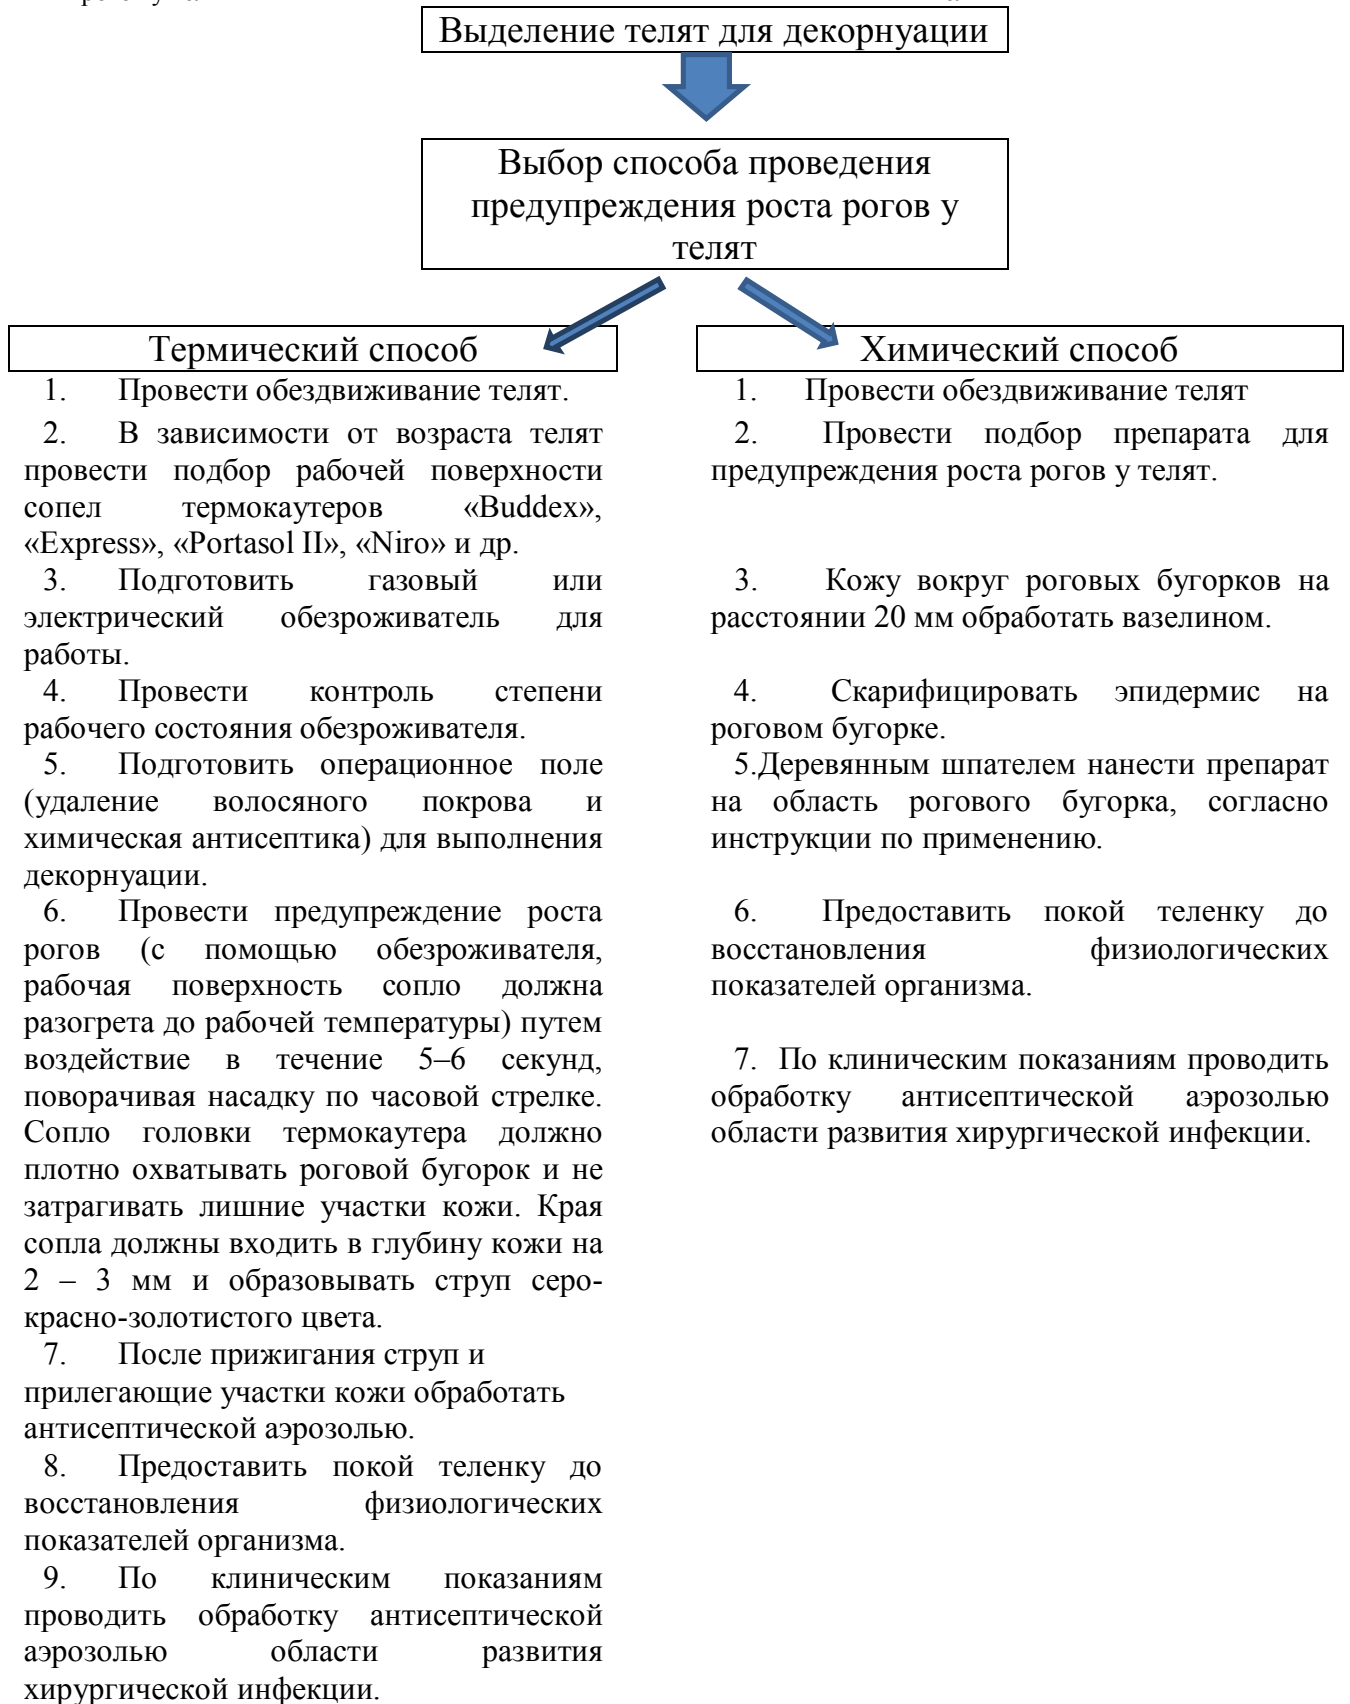 Выделение телят для декорнуации
Выбор способа проведения
предупреждения роста рогов у
телят
Термический способ
1. Провести обездвиживание телят.
2. В зависимости от возраста телят
провести подбор рабочей поверхности
сопел термокаутеров «Buddex»,
«Express», «Portasol II», «Niro» и др.
3. Подготовить газовый или
электрический обезроживатель для
работы.
4. Провести контроль степени
рабочего состояния обезроживателя.
5. Подготовить операционное поле
(удаление волосяного покрова и
химическая антисептика) для выполнения
декорнуации.
6. Провести предупреждение роста
рогов (с помощью обезроживателя,
рабочая поверхность сопло должна
разогрета до рабочей температуры) путем
воздействие в течение 5–6 секунд,
поворачивая насадку по часовой стрелке.
Сопло головки термокаутера должно
плотно охватывать роговой бугорок и не
затрагивать лишние участки кожи. Края
сопла должны входить в глубину кожи на
2 – 3 мм и образовывать струп серо-
красно-золотистого цвета.
7. После прижигания струп и
прилегающие участки кожи обработать
антисептической аэрозолью.
8. Предоставить покой теленку до
восстановления физиологических
показателей организма.
9. По клиническим показаниям
проводить обработку антисептической
аэрозолью области развития
хирургической инфекции.
Химический способ
1. Провести обездвиживание телят
2. Провести подбор препарата для
предупреждения роста рогов у телят.
3. Кожу вокруг роговых бугорков на
расстоянии 20 мм обработать вазелином.
4. Скарифицировать эпидермис на
роговом бугорке.
5.Деревянным шпателем нанести препарат
на область рогового бугорка, согласно
инструкции по применению.
6. Предоставить покой теленку до
восстановления физиологических
показателей организма.
7. По клиническим показаниям проводить
обработку антисептической аэрозолью
области развития хирургической инфекции.